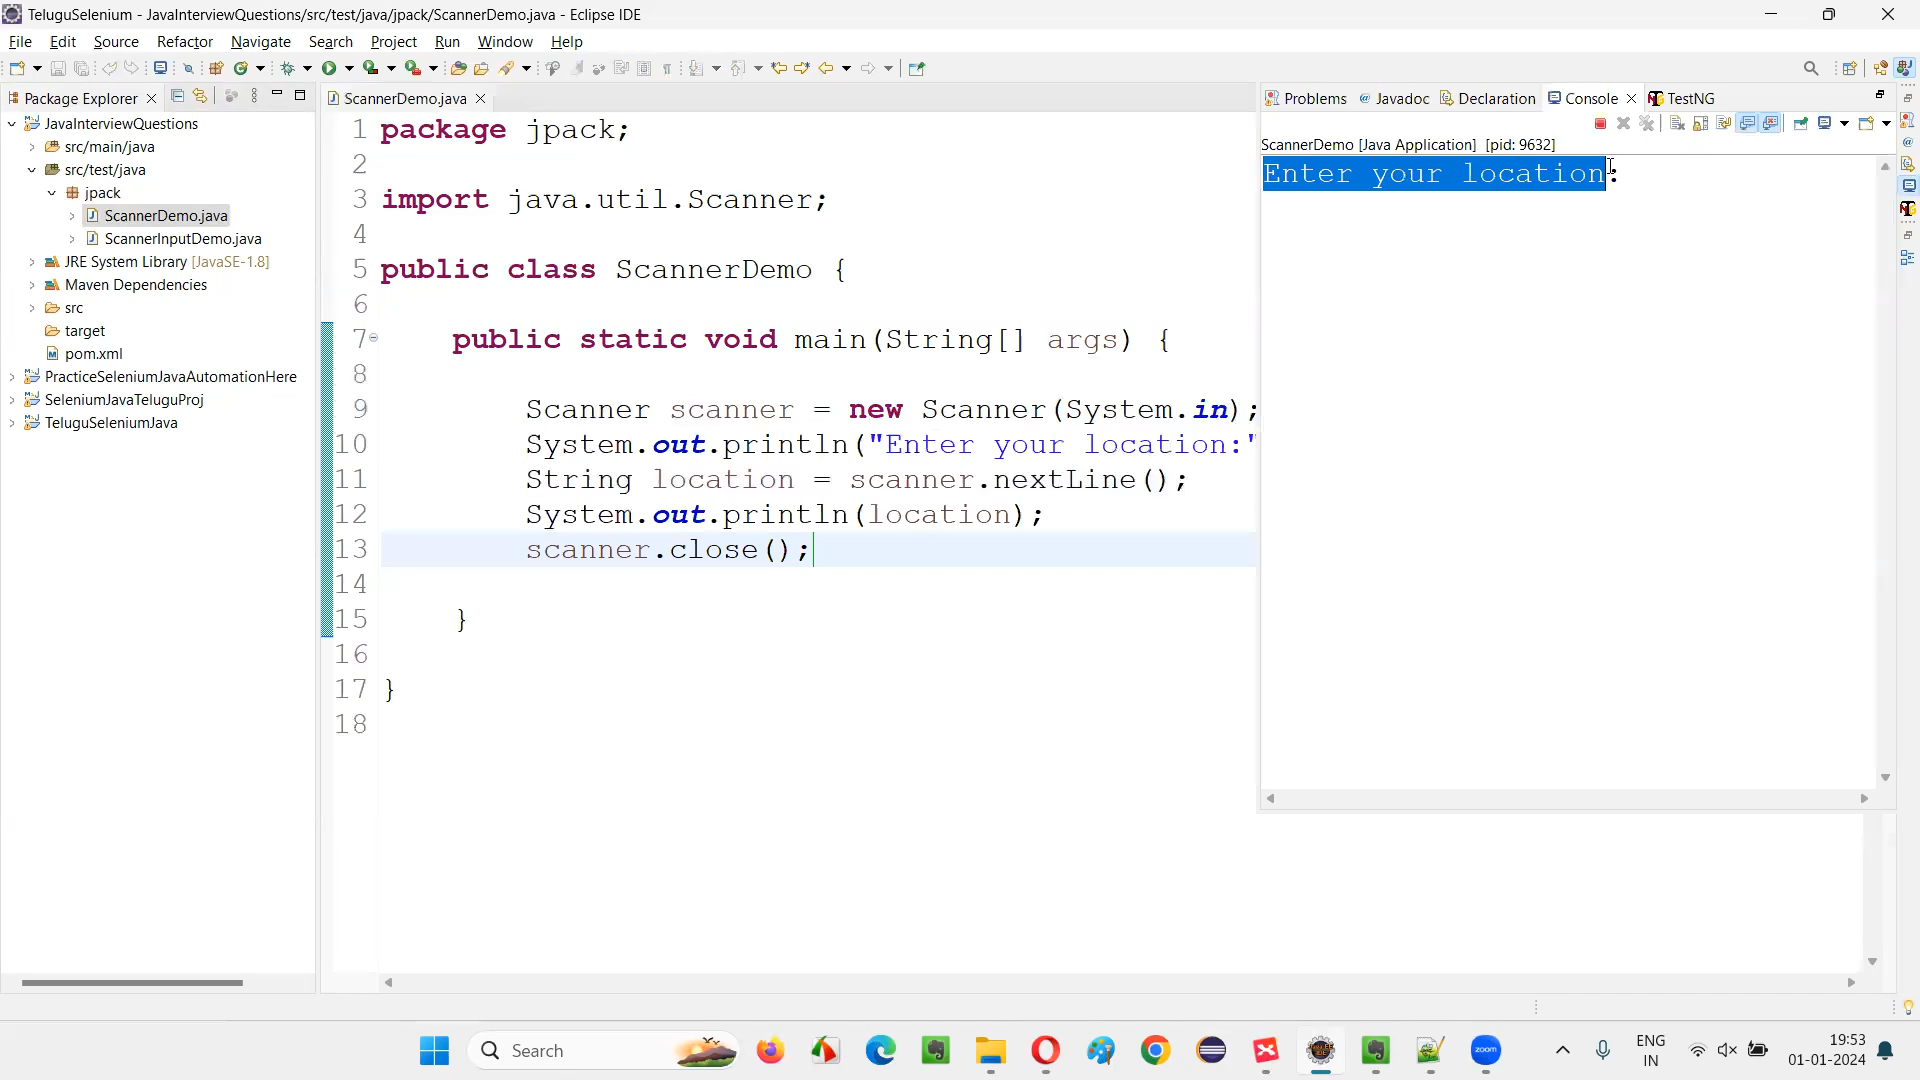 TeluguSelenium - JavaInterviewQuestions/src/test/java/jpack/ScannerDemo.java - Eclipse IDE
File Edit Source Refactor Navigate Search Project Run Window Help
Package Explorer
JavaInterviewQuestions
src/main/java
src/test/java
jpack
ScannerDemo.java
ScannerInputDemo.java
JRE System Library [JavaSE-1.8]
Maven Dependencies
src
target
pom.xml
PracticeSeleniumJavaAutomationHere
SeleniumJavaTeluguProj
TeluguSeleniumJava
ScannerDemo.java
1 package jpack;
2
3 import java.util.Scanner;
4
5 public class ScannerDemo {
6
7 public static void main(String[] args) {
8
9 Scanner scanner = new Scanner(System.in);
10 System.out.println("Enter your location:"
11 String location = scanner.nextLine();
12 System.out.println(location);
13 scanner.close();
14
15 }
16
17 }
18
Problems Javadoc Declaration Console TestNG
ScannerDemo [Java Application] [pid: 9632]
Enter your location:
Search
zoom
ENG
IN
19:53
01-01-2024